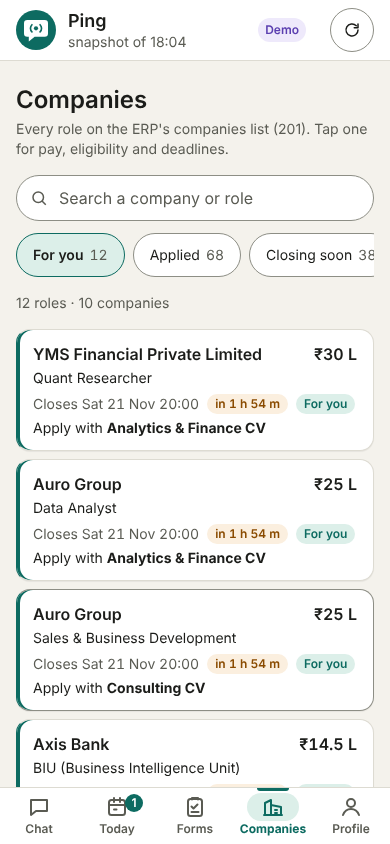 Ping
snapshot of 18:04
Demo
Companies
Every role on the ERP's companies list (201). Tap one
for pay, eligibility and deadlines.
Search a company or role
For you 12
Applied 68
Closing soon 38
12 roles · 10 companies
YMS Financial Private Limited ₹30 L
Quant Researcher
Closes Sat 21 Nov 20:00 in 1 h 54 m For you
Apply with Analytics & Finance CV
Auro Group ₹25 L
Data Analyst
Closes Sat 21 Nov 20:00 in 1 h 54 m For you
Apply with Analytics & Finance CV
Auro Group ₹25 L
Sales & Business Development
Closes Sat 21 Nov 20:00 in 1 h 54 m For you
Apply with Consulting CV
Axis Bank ₹14.5 L
BIU (Business Intelligence Unit)
1
Chat Today Forms Companies Profile